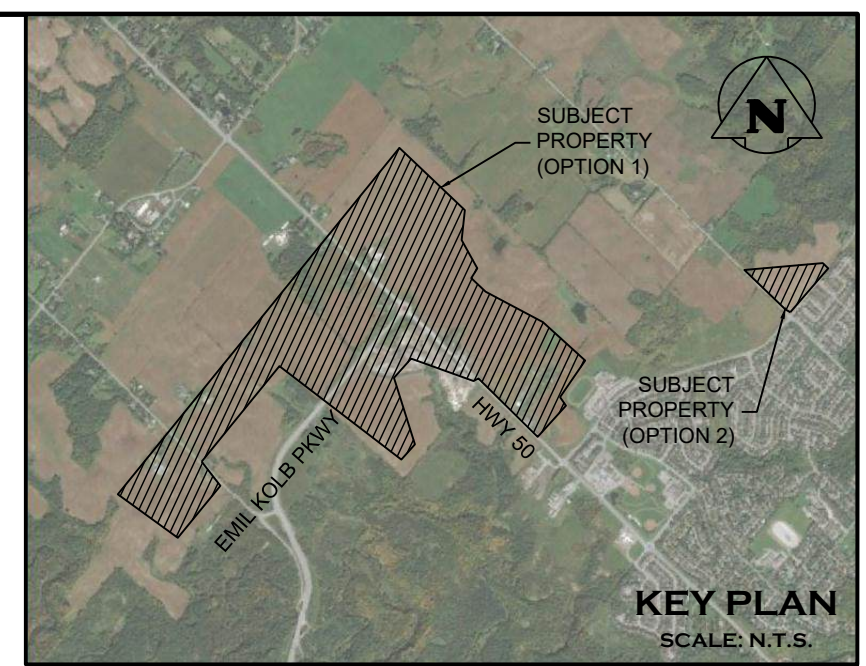 SUBJECT
PROPERTY
(OPTION 1)
N
SUBJECT
PROPERTY
(OPTION 2)
HWY 50
EMIL KOLB PKWY
KEY PLAN
SCALE: N.T.S.